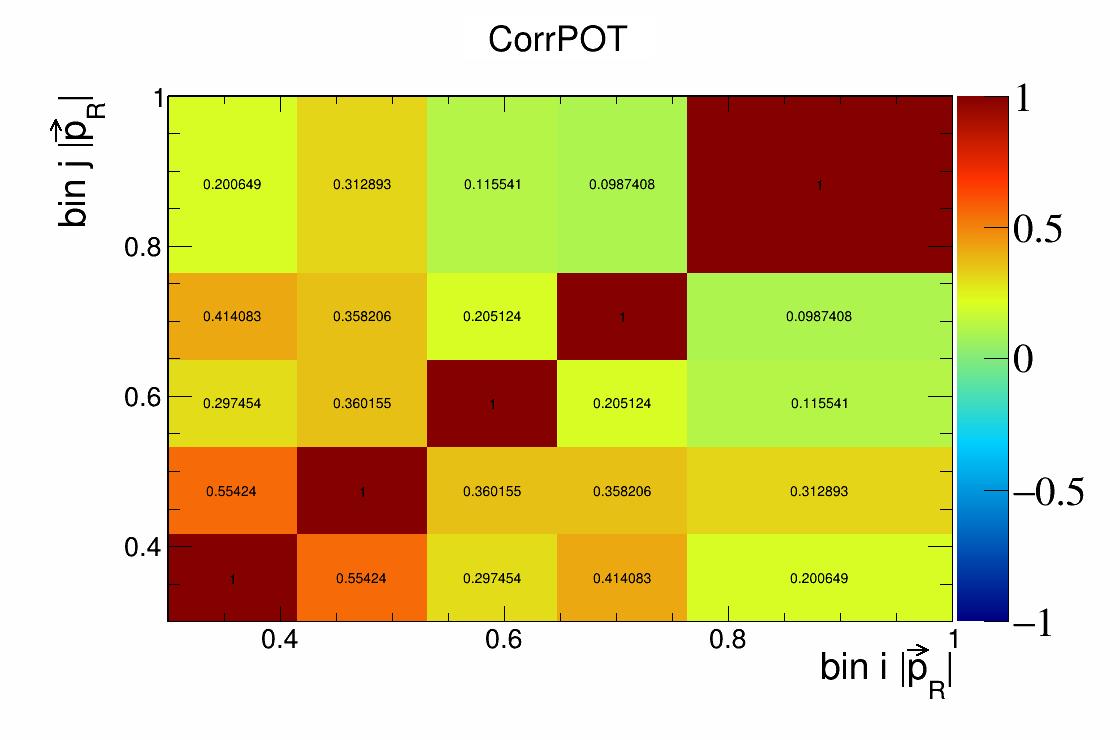 CorrPOT
bin j |p⃗_R|
1
0.8
0.6
0.4
0.200649 0.312893 0.115541 0.0987408 1
0.414083 0.358206 0.205124 1 0.0987408
0.297454 0.360155 1 0.205124 0.115541
0.55424 1 0.360155 0.358206 0.312893
1 0.55424 0.297454 0.414083 0.200649
0.4 0.6 0.8 1
bin i |p⃗_R|
1
0.5
0
−0.5
−1